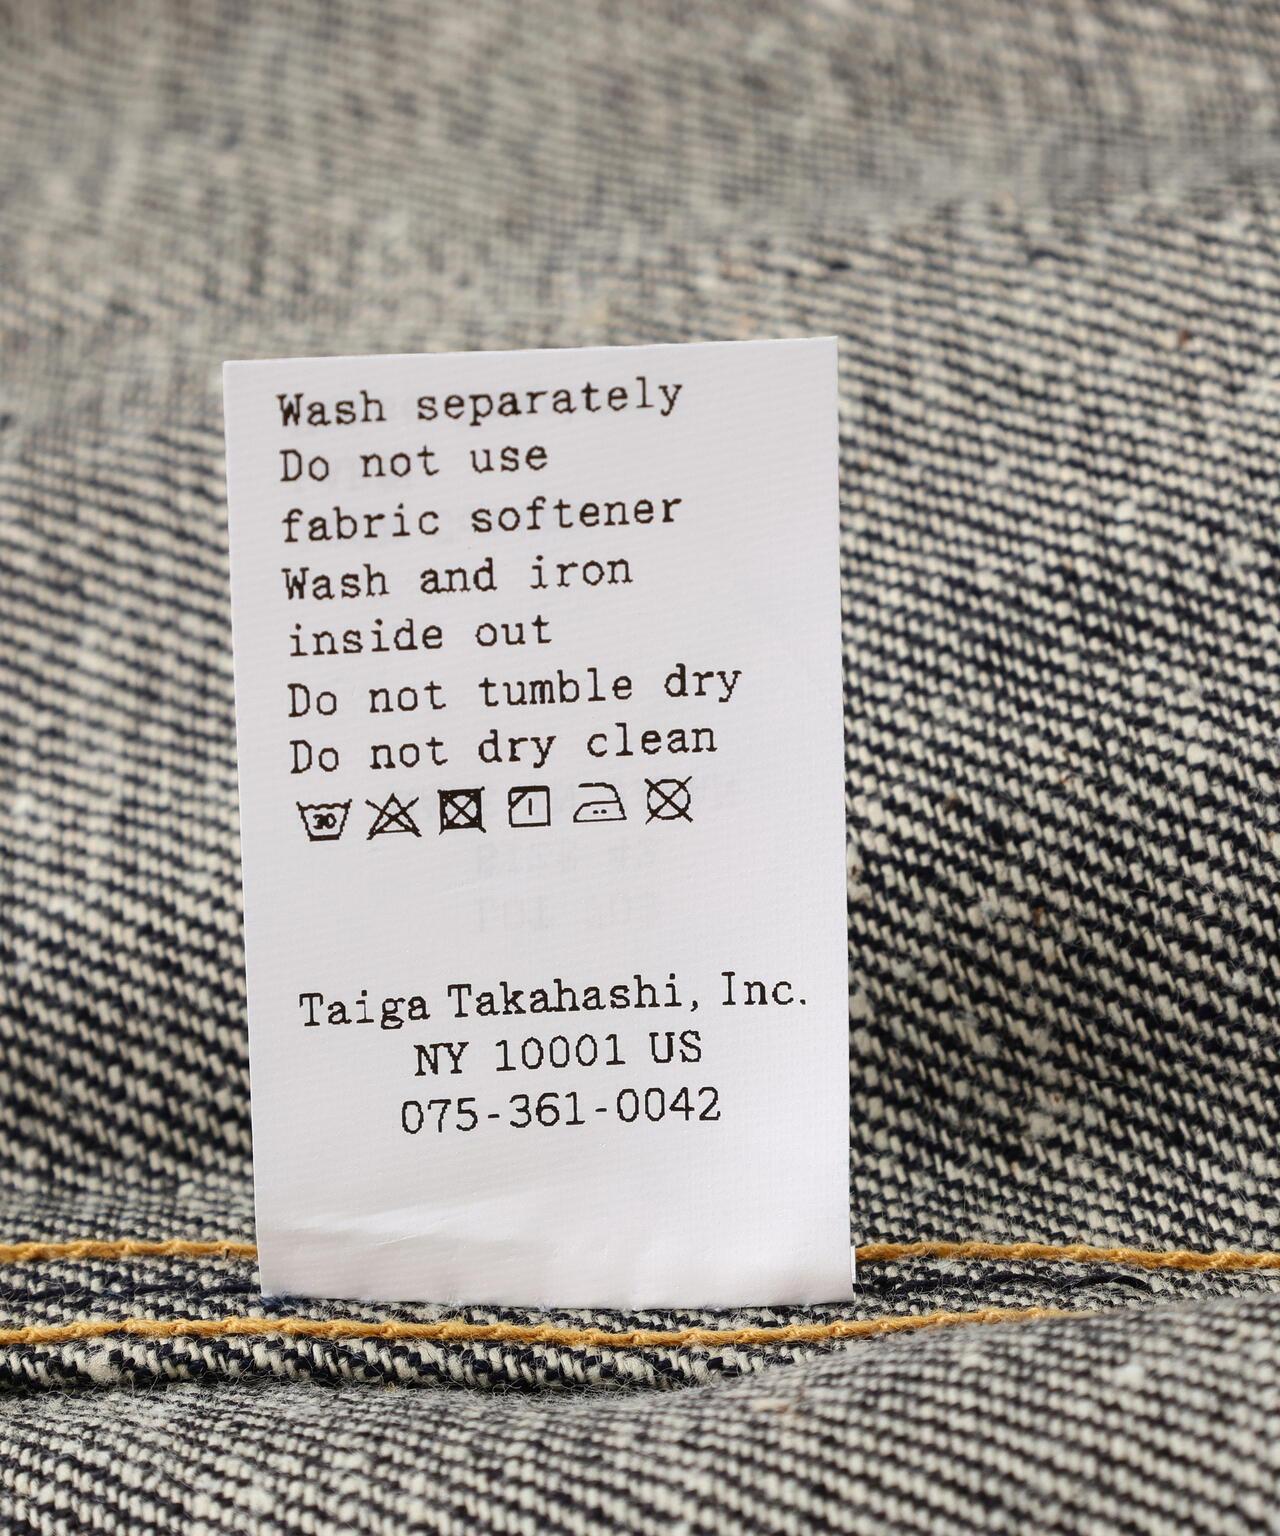 Wash separately
Do not use
fabric softener
Wash and iron
inside out
Do not tumble dry
Do not dry clean
30
Taiga Takahashi, Inc.
NY 10001 US
075-361-0042